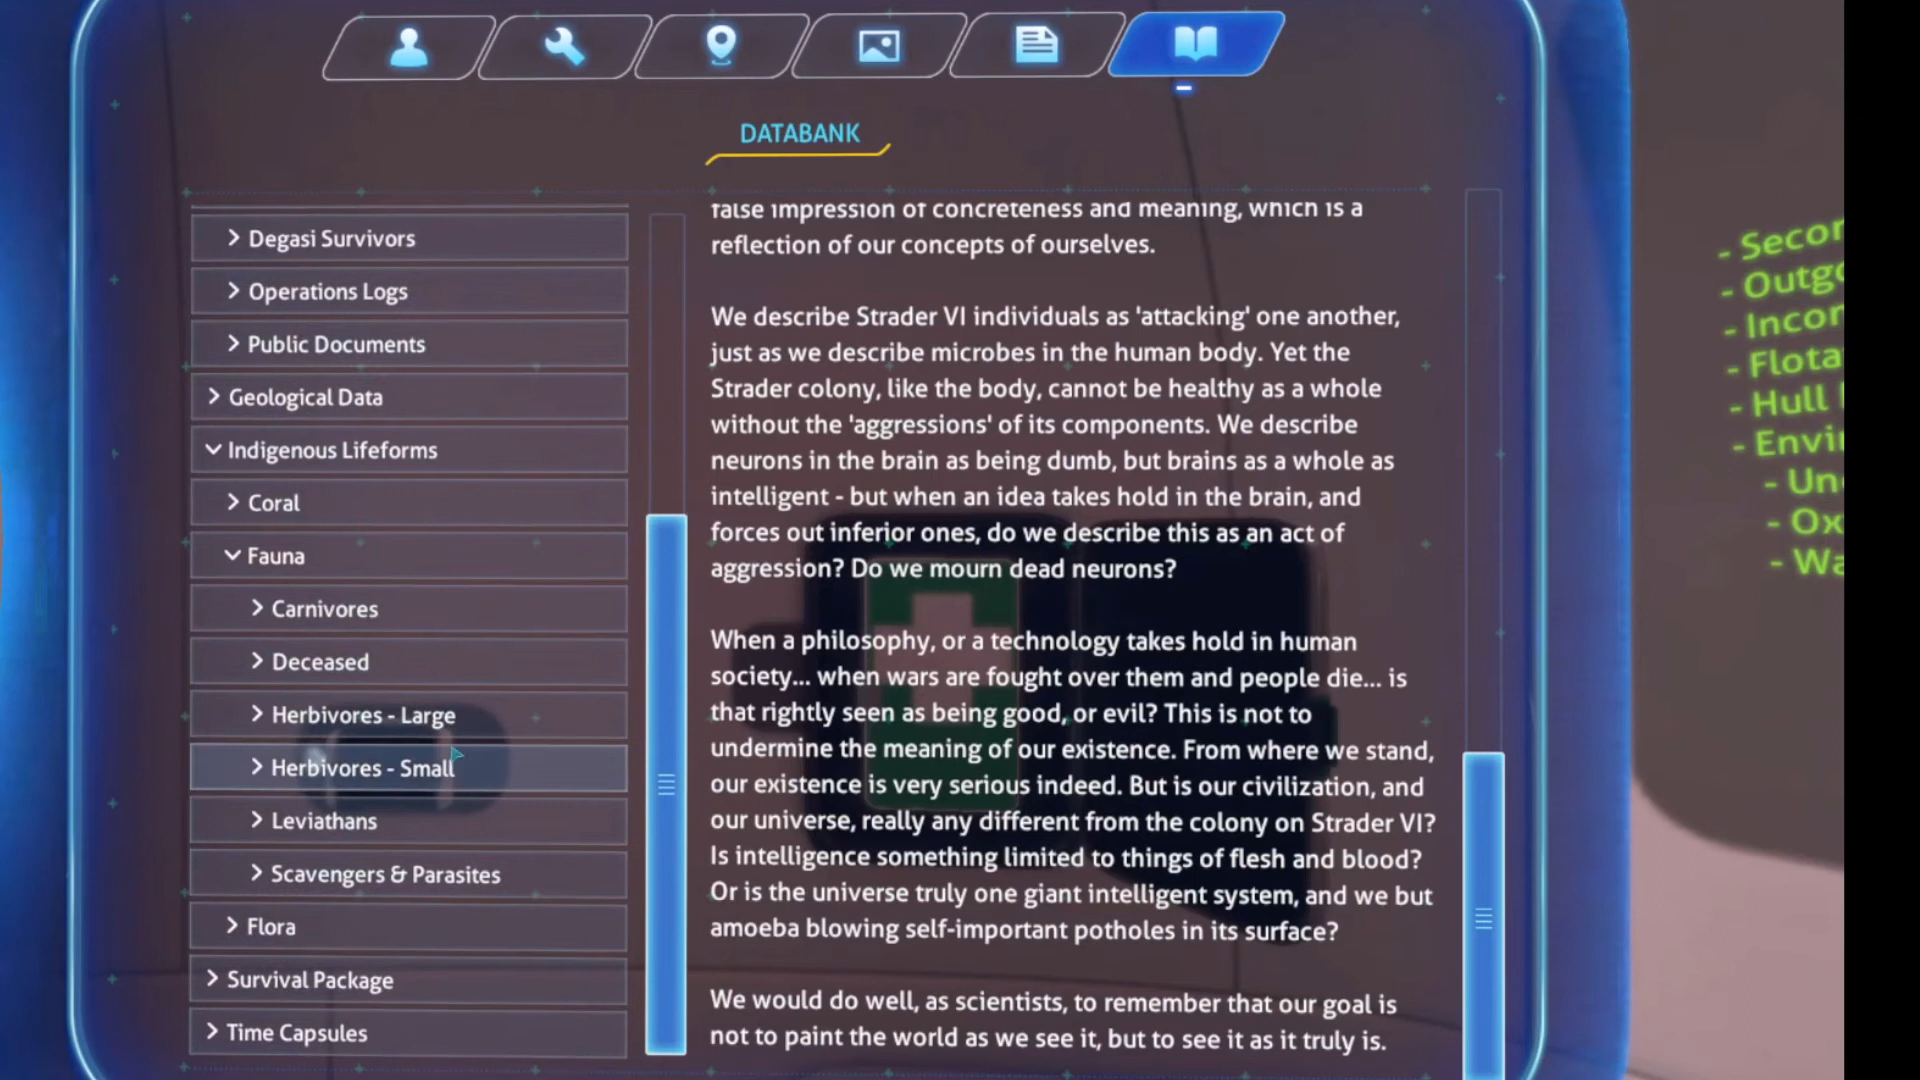 DATABANK
> Degasi Survivors
> Operations Logs
> Public Documents
> Geological Data
Indigenous Lifeforms
> Coral
Fauna
> Carnivores
> Deceased
> Herbivores - Large
> Herbivores - Small
> Leviathans
> Scavengers & Parasites
> Flora
> Survival Package
> Time Capsules
false impression of concreteness and meaning, which is a
reflection of our concepts of ourselves.
We describe Strader VI individuals as 'attacking' one another,
just as we describe microbes in the human body. Yet the
Strader colony, like the body, cannot be healthy as a whole
without the 'aggressions' of its components. We describe
neurons in the brain as being dumb, but brains as a whole as
intelligent - but when an idea takes hold in the brain, and
forces out inferior ones, do we describe this as an act of
aggression? Do we mourn dead neurons?
When a philosophy, or a technology takes hold in human
society... when wars are fought over them and people die... is
that rightly seen as being good, or evil? This is not to
undermine the meaning of our existence. From where we stand,
our existence is very serious indeed. But is our civilization, and
our universe, really any different from the colony on Strader VI?
Is intelligence something limited to things of flesh and blood?
Or is the universe truly one giant intelligent system, and we but
amoeba blowing self-important potholes in its surface?
We would do well, as scientists, to remember that our goal is
not to paint the world as we see it, but to see it as it truly is.
- Secon
- Outgo
- Incon
- Flota
- Hull
- Envi
- Un
- Ox
- Wa